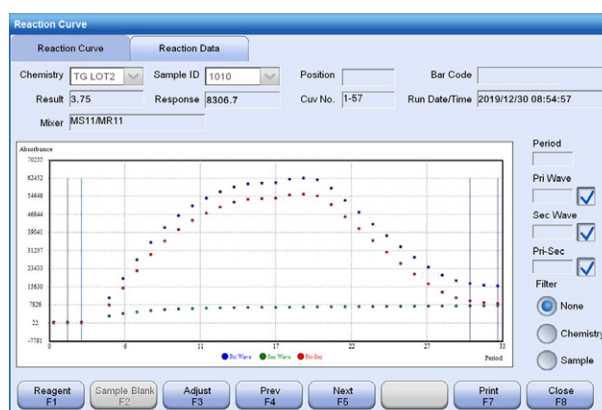 Reaction Curve
Reaction Curve Reaction Data
Chemistry TG LOT2 Sample ID 1010 Position Bar Code
Result 3.75 Response 8306.7 Cuv No. 1-57 Run Date/Time 2019/12/30 08:54:57
Mixer MS11/MR11
Absorbance
70255
62452
54648
46844
39041
31237
23433
15630
7826
22
-7781
6 11 17 22 27 33
Period
Pri Wave Sec Wave Pri-Sec
Period
Pri Wave
Sec Wave
Pri-Sec
Filter
None
Chemistry
Sample
Reagent F1 Sample Blank F2 Adjust F3 Prev F4 Next F5 Print F7 Close F8